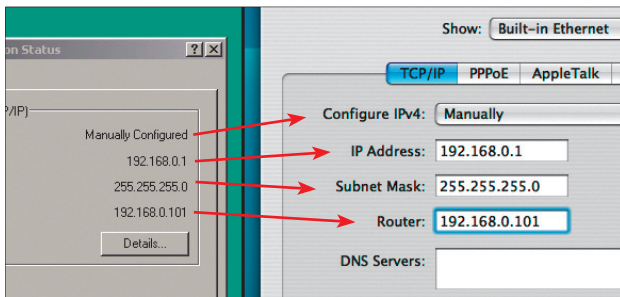 on Status
P/IP)
Manually Configured
192.168.0.1
255.255.255.0
192.168.0.101
Details...
Show: Built-in Ethernet
TCP/IP PPPoE AppleTalk
Configure IPv4: Manually
IP Address: 192.168.0.1
Subnet Mask: 255.255.255.0
Router: 192.168.0.101
DNS Servers: